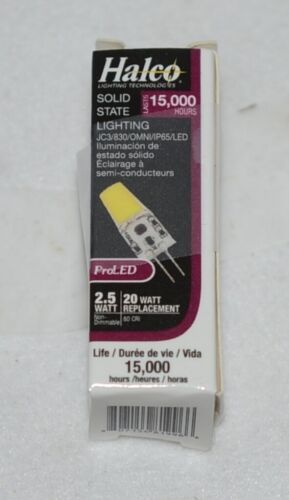 Halco
LIGHTING TECHNOLOGIES
SOLID
STATE
LASTS 15,000
HOURS
LIGHTING
JC3/830/OMNI/IP65/LED
Iluminación de
estado sólido
Éclairage à
semi-conducteurs
ProLED
2.5
WATT
Non-
Dimmable
20 WATT
REPLACEMENT
80 CRI
Life / Durée de vie / Vida
15,000
hours /heures / horas